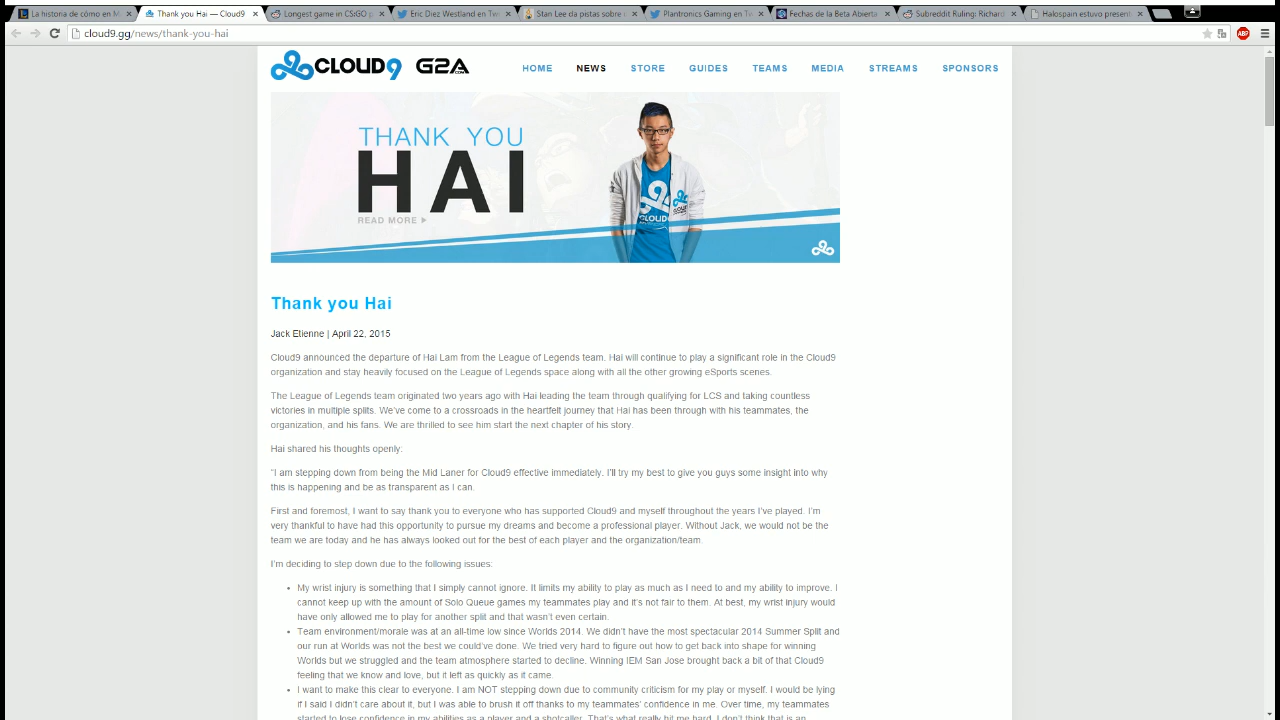 La historia de cómo en M
Thank you Hai — Cloud9
Longest game in CS:GO p
Eric Diez Westland en Tw
Stan Lee da pistas sobre
Plantronics Gaming en Tw
Fechas de la Beta Abierta
Subreddit Ruling: Richard
Halospain estuvo present
cloud9.gg/news/thank-you-hai
ABP
CLOUD9 G2A.COM
HOME NEWS STORE GUIDES TEAMS MEDIA STREAMS SPONSORS
THANK YOU
HAI
READ MORE
CLOUD9
Thank you Hai
Jack Etienne | April 22, 2015
Cloud9 announced the departure of Hai Lam from the League of Legends team. Hai will continue to play a significant role in the Cloud9
organization and stay heavily focused on the League of Legends space along with all the other growing eSports scenes.
The League of Legends team originated two years ago with Hai leading the team through qualifying for LCS and taking countless
victories in multiple splits. We've come to a crossroads in the heartfelt journey that Hai has been through with his teammates, the
organization, and his fans. We are thrilled to see him start the next chapter of his story.
Hai shared his thoughts openly:
"I am stepping down from being the Mid Laner for Cloud9 effective immediately. I'll try my best to give you guys some insight into why
this is happening and be as transparent as I can.
First and foremost, I want to say thank you to everyone who has supported Cloud9 and myself throughout the years I've played. I'm
very thankful to have had this opportunity to pursue my dreams and become a professional player. Without Jack, we would not be the
team we are today and he has always looked out for the best of each player and the organization/team.
I'm deciding to step down due to the following issues:
• My wrist injury is something that I simply cannot ignore. It limits my ability to play as much as I need to and my ability to improve. I
cannot keep up with the amount of Solo Queue games my teammates play and it's not fair to them. At best, my wrist injury would
have only allowed me to play for another split and that wasn't even certain.
• Team environment/morale was at an all-time low since Worlds 2014. We didn't have the most spectacular 2014 Summer Split and
our run at Worlds was not the best we could've done. We tried very hard to figure out how to get back into shape for winning
Worlds but we struggled and the team atmosphere started to decline. Winning IEM San Jose brought back a bit of that Cloud9
feeling that we know and love, but it left as quickly as it came.
• I want to make this clear to everyone. I am NOT stepping down due to community criticism for my play or myself. I would be lying
if I said I didn't care about it, but I was able to brush it off thanks to my teammates' confidence in me. Over time, my teammates
started to lose confidence in my abilities as a player and a shotcaller. That's what really hit me hard. I don't think that is an